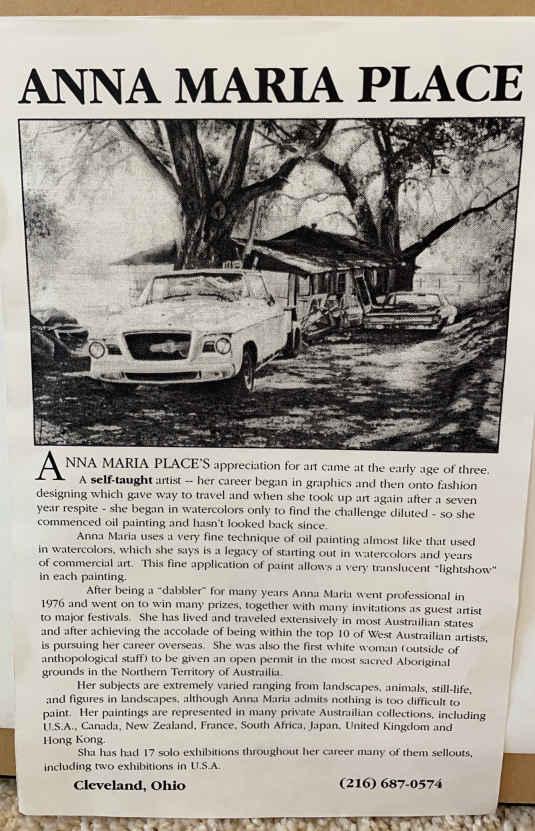 ANNA MARIA PLACE
ANNA MARIA PLACE'S appreciation for art came at the early age of three.
A self-taught artist -- her career began in graphics and then onto fashion
designing which gave way to travel and when she took up art again after a seven
year respite - she began in watercolors only to find the challenge diluted - so she
commenced oil painting and hasn't looked back since.
Anna Maria uses a very fine technique of oil painting almost like that used
in watercolors, which she says is a legacy of starting out in watercolors and years
of commercial art. This fine application of paint allows a very translucent "lightshow"
in each painting.
After being a "dabbler" for many years Anna Maria went professional in
1976 and went on to win many prizes, together with many invitations as guest artist
to major festivals. She has lived and traveled extensively in most Austrailian states
and after achieving the accolade of being within the top 10 of West Austrailian artists,
is pursuing her career overseas. She was also the first white woman (outside of
anthopological staff) to be given an open permit in the most sacred Aboriginal
grounds in the Northern Territory of Austrailia.
Her subjects are extremely varied ranging from landscapes, animals, still-life,
and figures in landscapes, although Anna Maria admits nothing is too difficult to
paint. Her paintings are represented in many private Austrailian collections, including
U.S.A., Canada, New Zealand, France, South Africa, Japan, United Kingdom and
Hong Kong.
Sha has had 17 solo exhibitions throughout her career many of them sellouts,
including two exhibitions in U.S.A.
Cleveland, Ohio (216) 687-0574